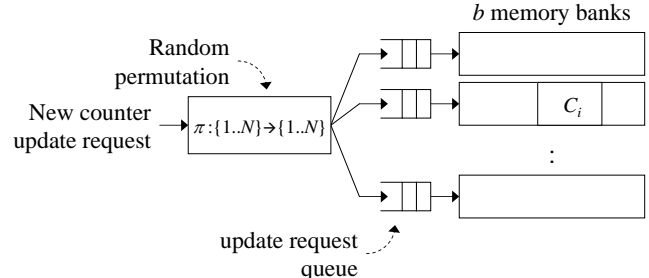 b memory banks
Random
permutation
New counter
update request
π:{1..N}→{1..N}
C_i
:
update request
queue